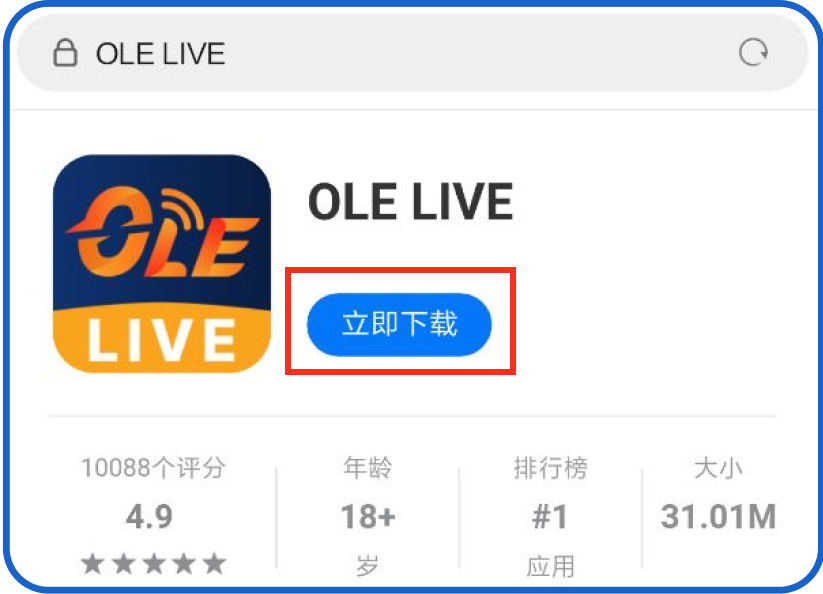 OLE LIVE
OLE
LIVE
OLE LIVE
立即下载
10088个评分
4.9
★★★★★
年龄
18+
岁
排行榜
#1
应用
大小
31.01M